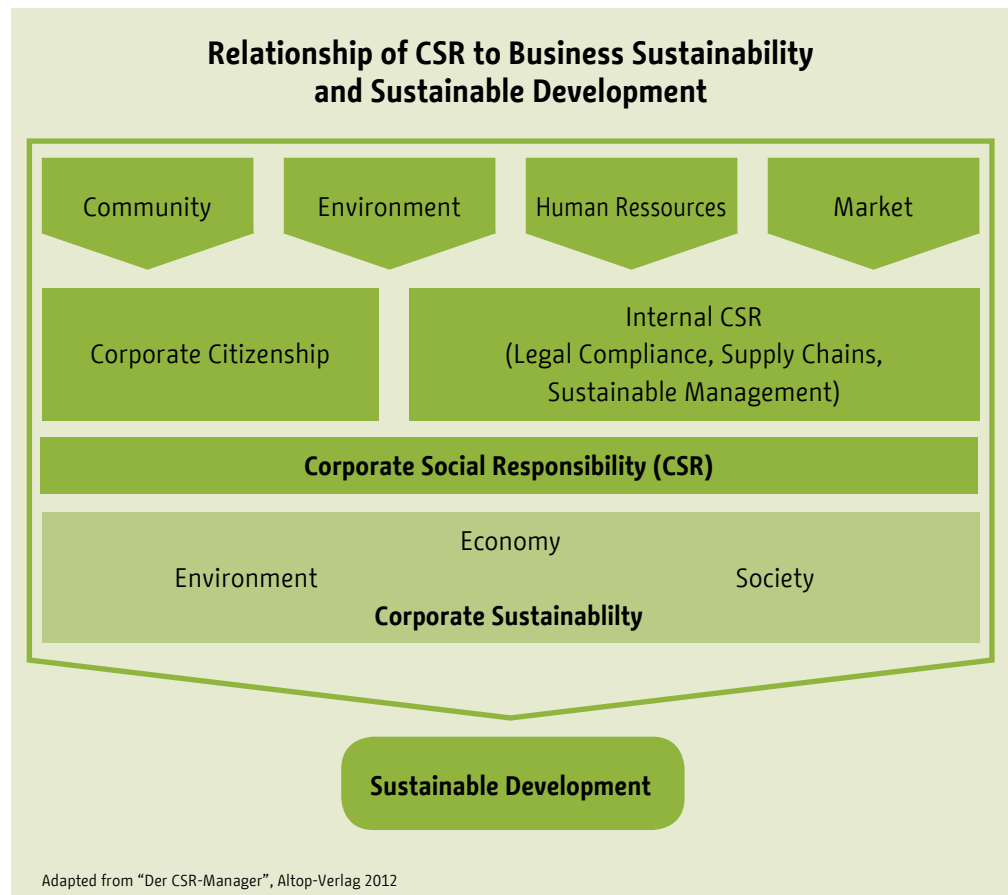 Relationship of CSR to Business Sustainability
and Sustainable Development
Community
Environment
Human Ressources
Market
Corporate Citizenship
Internal CSR
(Legal Compliance, Supply Chains,
Sustainable Management)
Corporate Social Responsibility (CSR)
Economy
Environment
Society
Corporate Sustainablilty
Sustainable Development
Adapted from “Der CSR-Manager”, Altop-Verlag 2012